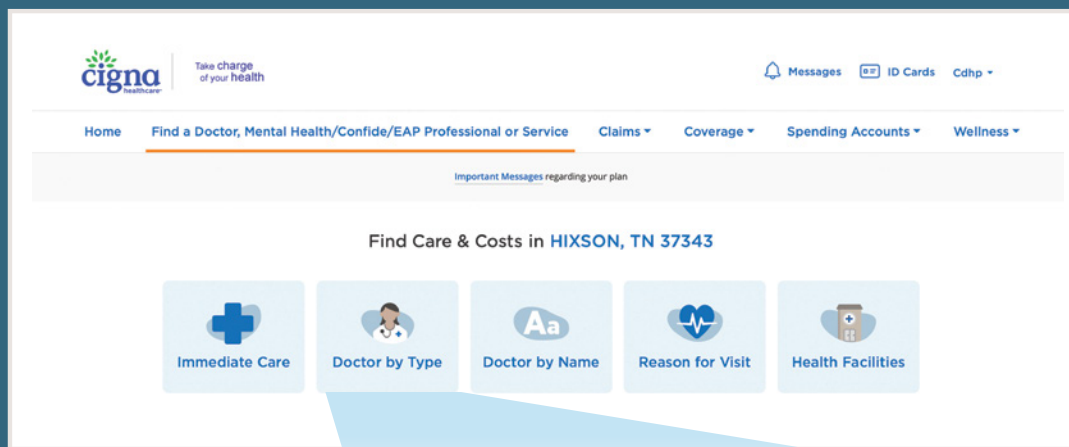 cigna
healthcare
Take charge
of your health
Messages ID Cards Cdhp
Home Find a Doctor, Mental Health/Confide/EAP Professional or Service Claims Coverage Spending Accounts Wellness
Important Messages regarding your plan
Find Care & Costs in HIXSON, TN 37343
Aa
Immediate Care Doctor by Type Doctor by Name Reason for Visit Health Facilities